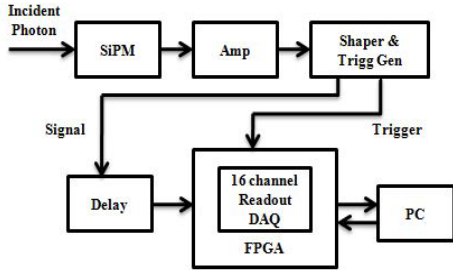 Incident
Photon
SiPM
Amp
Shaper &
Trigg Gen
Signal
Trigger
Delay
16 channel
Readout
DAQ
FPGA
PC